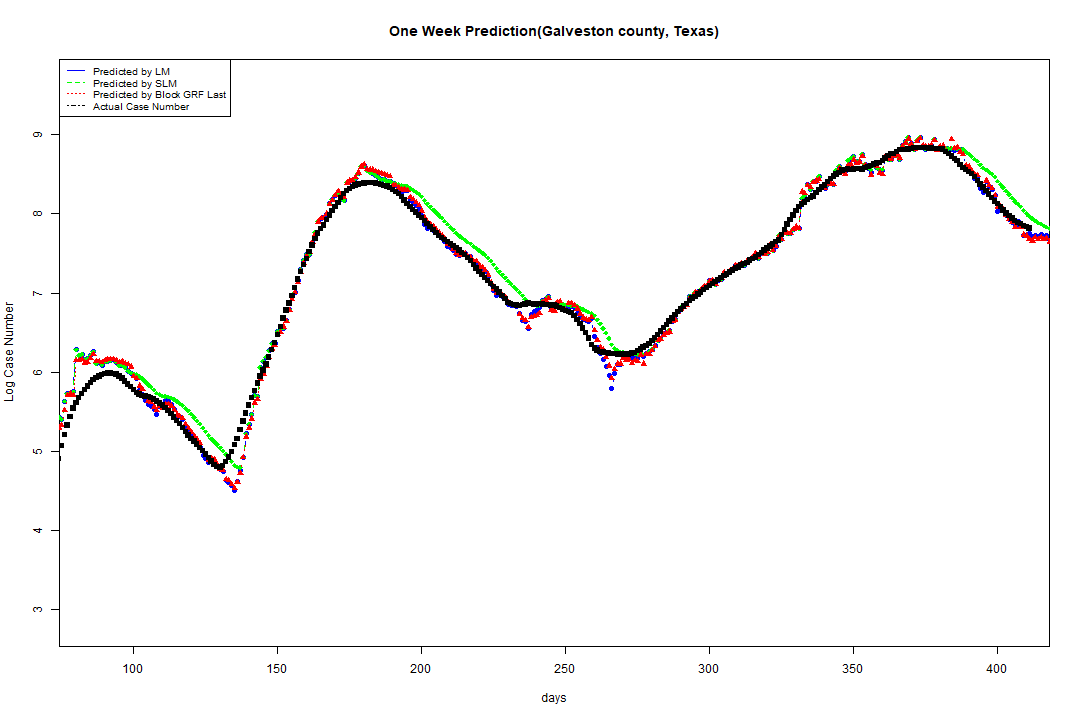 One Week Prediction(Galveston county, Texas)
Predicted by LM
Predicted by SLM
Predicted by Block GRF Last
Actual Case Number
9
8
7
6
5
4
3
Log Case Number
100 150 200 250 300 350 400
days